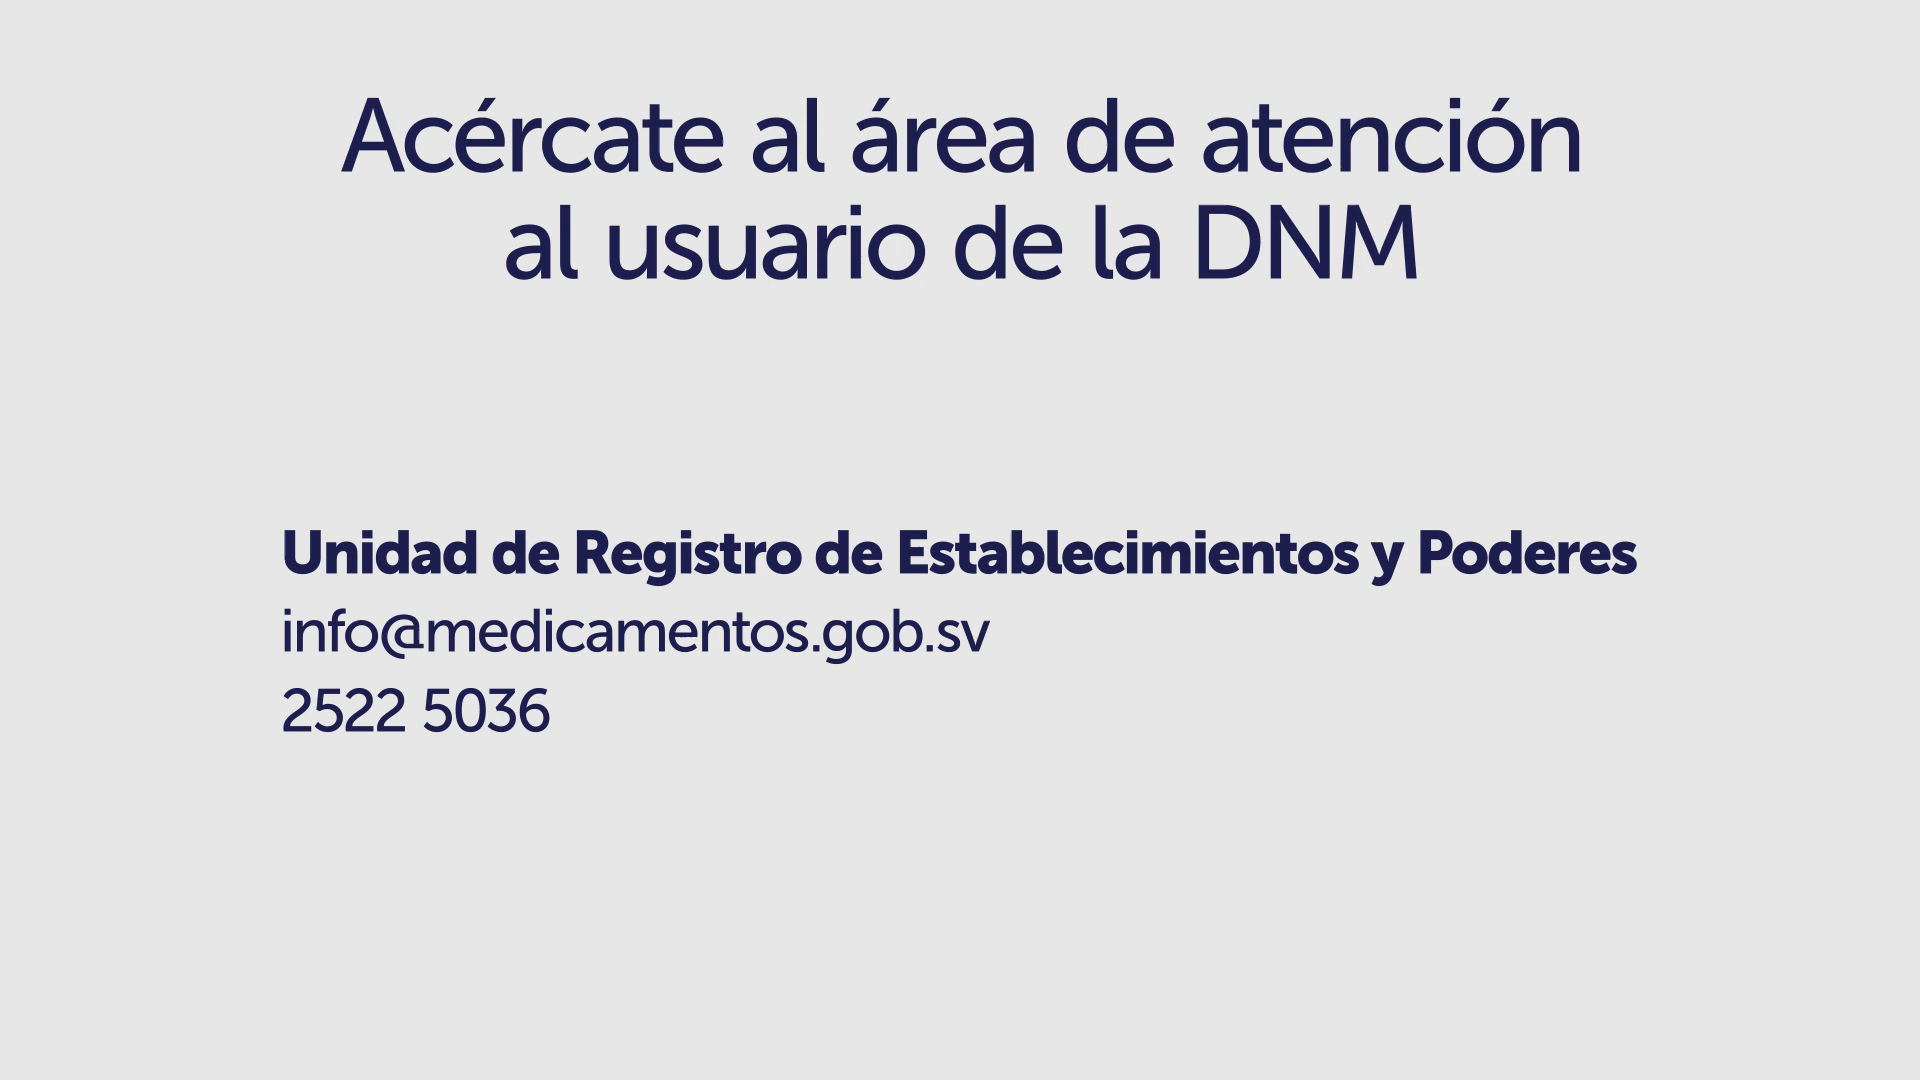 Acércate al área de atención
al usuario de la DNM
Unidad de Registro de Establecimientos y Poderes
info@medicamentos.gob.sv
2522 5036